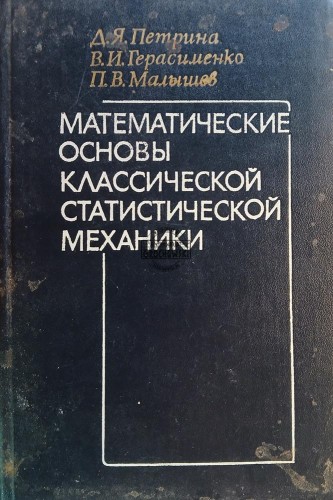 Д.Я.Петрина
В.И.Герасименко
П.В.Малышев
МАТЕМАТИЧЕСКИЕ
ОСНОВЫ
КЛАССИЧЕСКОЙ
СТАТИСТИЧЕСКОЙ
МЕХАНИКИ